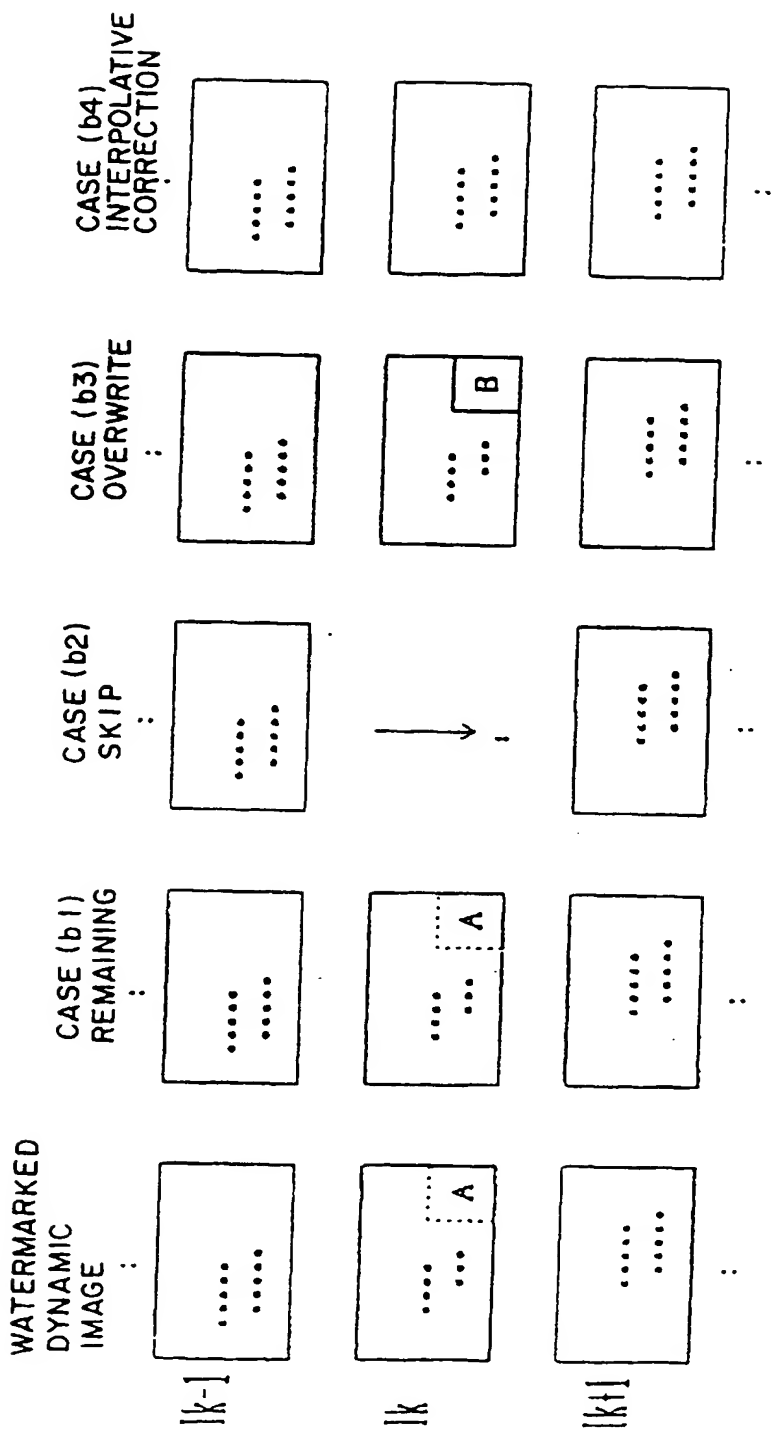 WATERMARKED
DYNAMIC
IMAGE
CASE (b1)
REMAINING
CASE (b2)
SKIP
CASE (b3)
OVERWRITE
CASE (b4)
INTERPOLATIVE
CORRECTION
Ik-1
Ik
A
A
B
Ik+1